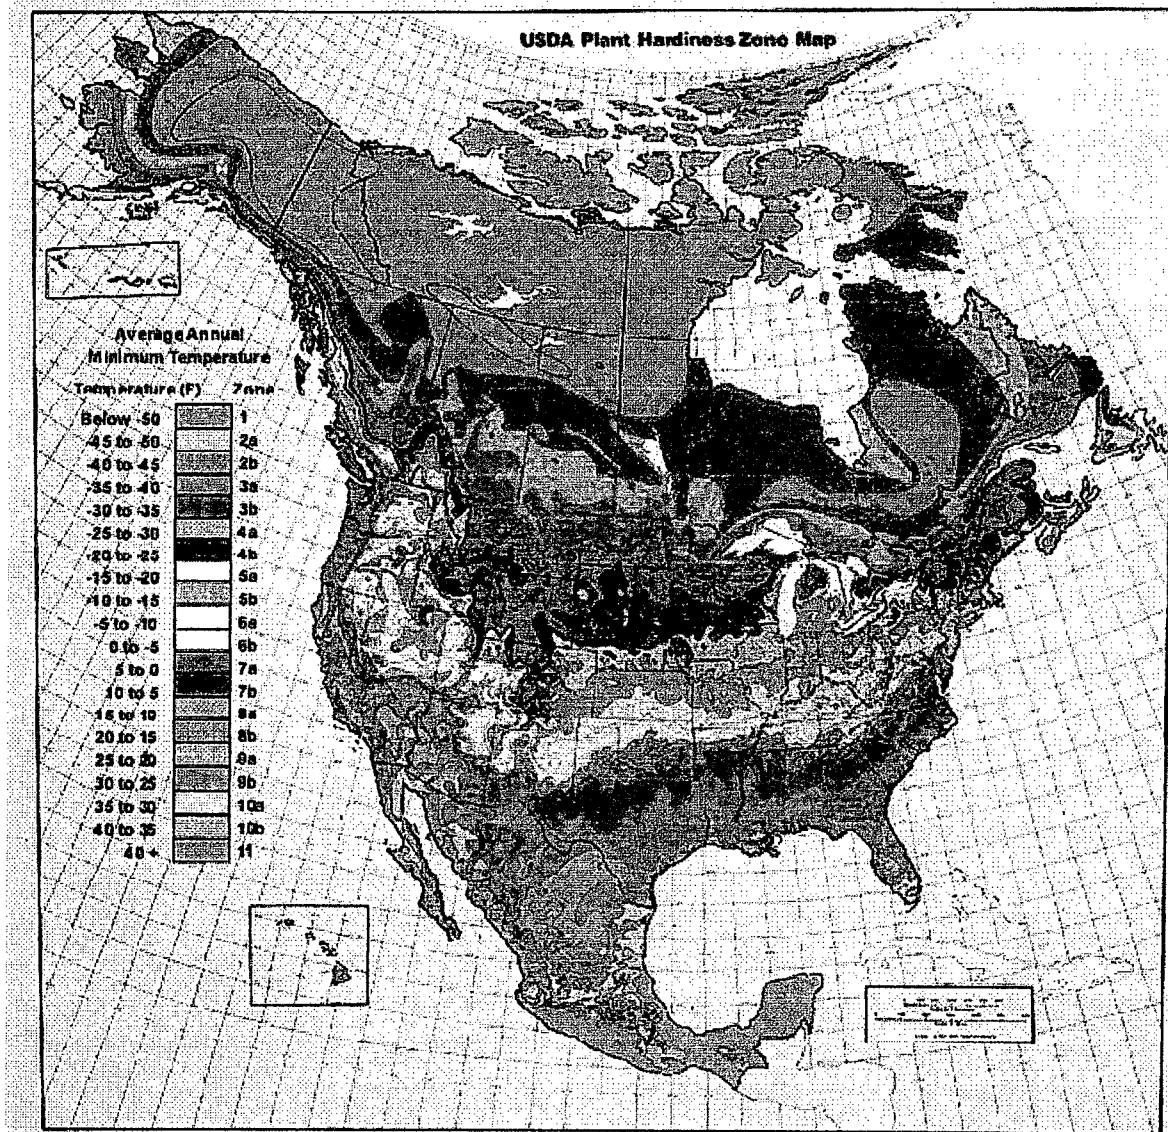 USDA Plant Hardiness Zone Map
Average Annual
Minimum Temperature
Temperature (F) Zone
Below -50 1
-45 to -50 2a
-40 to -45 2b
-35 to -40 3a
-30 to -35 3b
-25 to -30 4a
-20 to -25 4b
-15 to -20 5a
-10 to -15 5b
-5 to -10 6a
0 to -5 6b
5 to 0 7a
10 to 5 7b
15 to 10 8a
20 to 15 8b
25 to 20 9a
30 to 25 9b
35 to 30 10a
40 to 35 10b
40 + 11